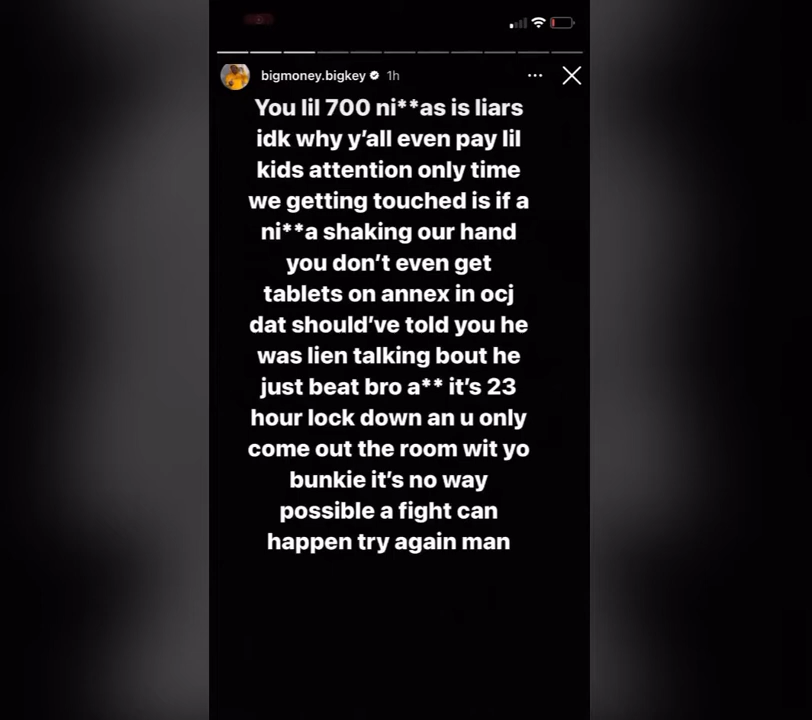 bigmoney.bigkey 1h
You lil 700 ni**as is liars
idk why y’all even pay lil
kids attention only time
we getting touched is if a
ni**a shaking our hand
you don’t even get
tablets on annex in ocj
dat should’ve told you he
was lien talking bout he
just beat bro a** it’s 23
hour lock down an u only
come out the room wit yo
bunkie it’s no way
possible a fight can
happen try again man